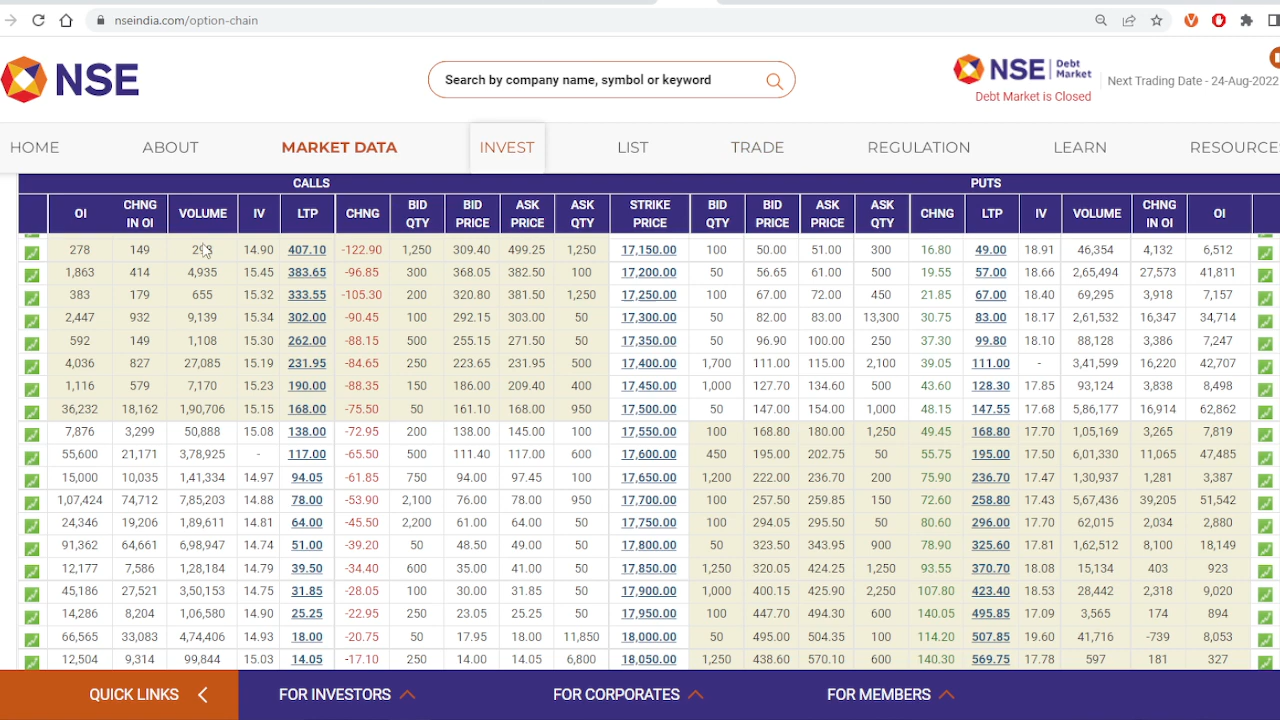 nseindia.com/option-chain
NSE
Search by company name, symbol or keyword
NSE Debt Market
Debt Market is Closed
Next Trading Date - 24-Aug-2022
HOME ABOUT MARKET DATA INVEST LIST TRADE REGULATION LEARN RESOURCE
CALLS PUTS
OI CHNG IN OI VOLUME IV LTP CHNG BID QTY BID PRICE ASK PRICE ASK QTY STRIKE PRICE BID QTY BID PRICE ASK PRICE ASK QTY CHNG LTP IV VOLUME CHNG IN OI OI
278 149 14.90 407.10 -122.90 1,250 309.40 499.25 1,250 17,150.00 100 50.00 51.00 300 16.80 49.00 18.91 46,354 4,132 6,512
1,863 414 4,935 15.45 383.65 -96.85 300 368.05 382.50 100 17,200.00 50 56.65 61.00 500 19.55 57.00 18.66 2,65,494 27,573 41,811
383 179 655 15.32 333.55 -105.30 200 320.80 381.50 1,250 17,250.00 100 67.00 72.00 450 21.85 67.00 18.40 69,295 3,918 7,157
2,447 932 9,139 15.34 302.00 -90.45 100 292.15 303.00 50 17,300.00 50 82.00 83.00 13,300 30.75 83.00 18.17 2,61,532 16,347 34,714
592 149 1,108 15.30 262.00 -88.15 500 255.15 271.50 50 17,350.00 50 96.90 100.00 250 37.30 99.80 18.10 88,128 3,386 7,247
4,036 827 27,085 15.19 231.95 -84.65 250 223.65 231.95 500 17,400.00 1,700 111.00 115.00 2,100 39.05 111.00 - 3,41,599 16,220 42,707
1,116 579 7,170 15.23 190.00 -88.35 150 186.00 209.40 400 17,450.00 1,000 127.70 134.60 500 43.60 128.30 17.85 93,124 3,838 8,498
36,232 18,162 1,90,706 15.15 168.00 -75.50 50 161.10 168.00 950 17,500.00 50 147.00 154.00 1,000 48.15 147.55 17.68 5,86,177 16,914 62,862
7,876 3,299 50,888 15.08 138.00 -72.95 200 138.00 145.00 100 17,550.00 100 168.80 180.00 1,250 49.45 168.80 17.70 1,05,169 3,265 7,819
55,600 21,171 3,78,925 - 117.00 -65.50 500 111.40 117.00 600 17,600.00 450 195.00 202.75 50 55.75 195.00 17.50 6,01,330 11,065 47,485
15,000 10,035 1,41,334 14.97 94.05 -61.85 750 94.00 97.45 100 17,650.00 1,200 222.00 236.70 200 75.90 236.70 17.47 1,30,937 1,281 3,387
1,07,424 74,712 7,85,203 14.88 78.00 -53.90 2,100 76.00 78.00 950 17,700.00 100 257.50 259.85 150 72.60 258.80 17.43 5,67,436 39,205 51,542
24,346 19,206 1,89,611 14.81 64.00 -45.50 2,200 61.00 64.00 50 17,750.00 100 294.05 295.50 50 80.60 296.00 17.70 62,015 2,034 2,880
91,362 64,661 6,98,947 14.74 51.00 -39.20 50 48.50 49.00 50 17,800.00 50 323.50 343.95 900 78.90 325.60 17.81 1,62,512 8,100 18,149
12,177 7,586 1,28,184 14.79 39.50 -34.40 600 35.00 41.00 50 17,850.00 1,250 320.05 424.25 1,250 93.55 370.70 18.08 15,134 403 923
45,186 27,521 3,50,153 14.75 31.85 -28.05 100 30.00 31.85 50 17,900.00 1,000 400.15 425.90 2,250 107.80 423.40 18.53 28,442 2,318 9,020
14,286 8,204 1,06,580 14.90 25.25 -22.95 250 23.05 25.25 50 17,950.00 100 447.70 494.30 600 140.05 495.85 17.09 3,565 174 894
66,565 33,083 4,74,406 14.93 18.00 -20.75 50 17.95 18.00 11,850 18,000.00 50 495.00 504.35 100 114.20 507.85 19.60 41,716 -739 8,053
12,504 9,314 99,844 15.03 14.05 -17.10 250 14.00 14.05 6,800 18,050.00 1,250 438.60 570.10 600 140.30 569.75 17.78 597 181 327
QUICK LINKS FOR INVESTORS FOR CORPORATES FOR MEMBERS